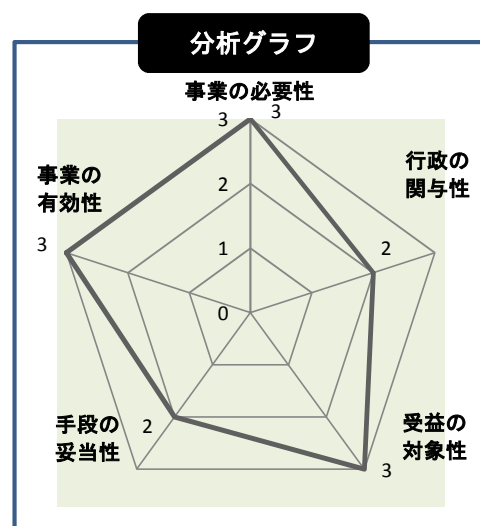 分析グラフ
事業の必要性
3
3
行政の
関与性
事業の
有効性
2
2
3
1
0
手段の
妥当性
2
受益の
対象性
3